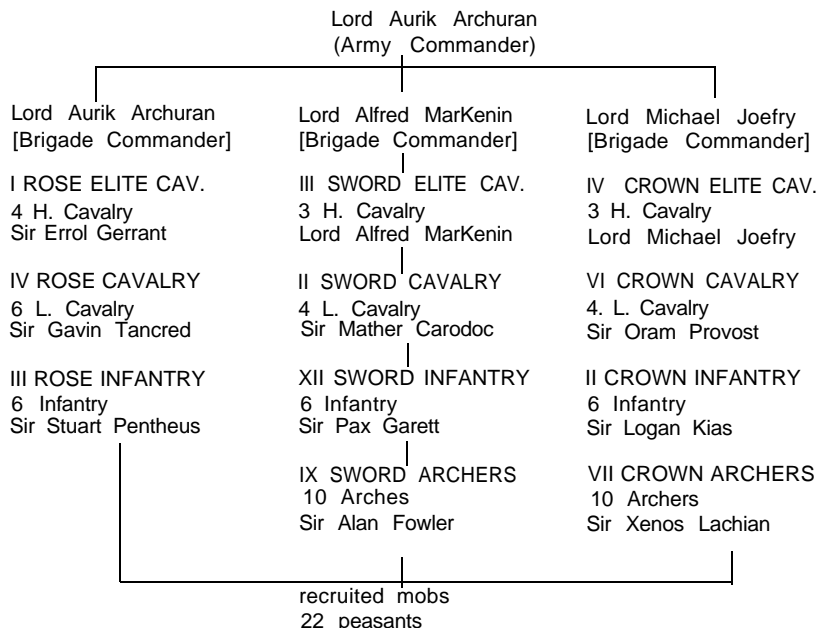 Lord Aurik Archuran
(Army Commander)
Lord Aurik Archuran
[Brigade Commander]
I ROSE ELITE CAV.
4 H. Cavalry
Sir Errol Gerrant
IV ROSE CAVALRY
6 L. Cavalry
Sir Gavin Tancred
III ROSE INFANTRY
6 Infantry
Sir Stuart Pentheus
Lord Alfred MarKenin
[Brigade Commander]
III SWORD ELITE CAV.
3 H. Cavalry
Lord Alfred MarKenin
II SWORD CAVALRY
4 L. Cavalry
Sir Mather Carodoc
XII SWORD INFANTRY
6 Infantry
Sir Pax Garett
IX SWORD ARCHERS
10 Arches
Sir Alan Fowler
Lord Michael Joefry
[Brigade Commander]
IV CROWN ELITE CAV.
3 H. Cavalry
Lord Michael Joefry
VI CROWN CAVALRY
4. L. Cavalry
Sir Oram Provost
II CROWN INFANTRY
6 Infantry
Sir Logan Kias
VII CROWN ARCHERS
10 Archers
Sir Xenos Lachian
recruited mobs
22 peasants